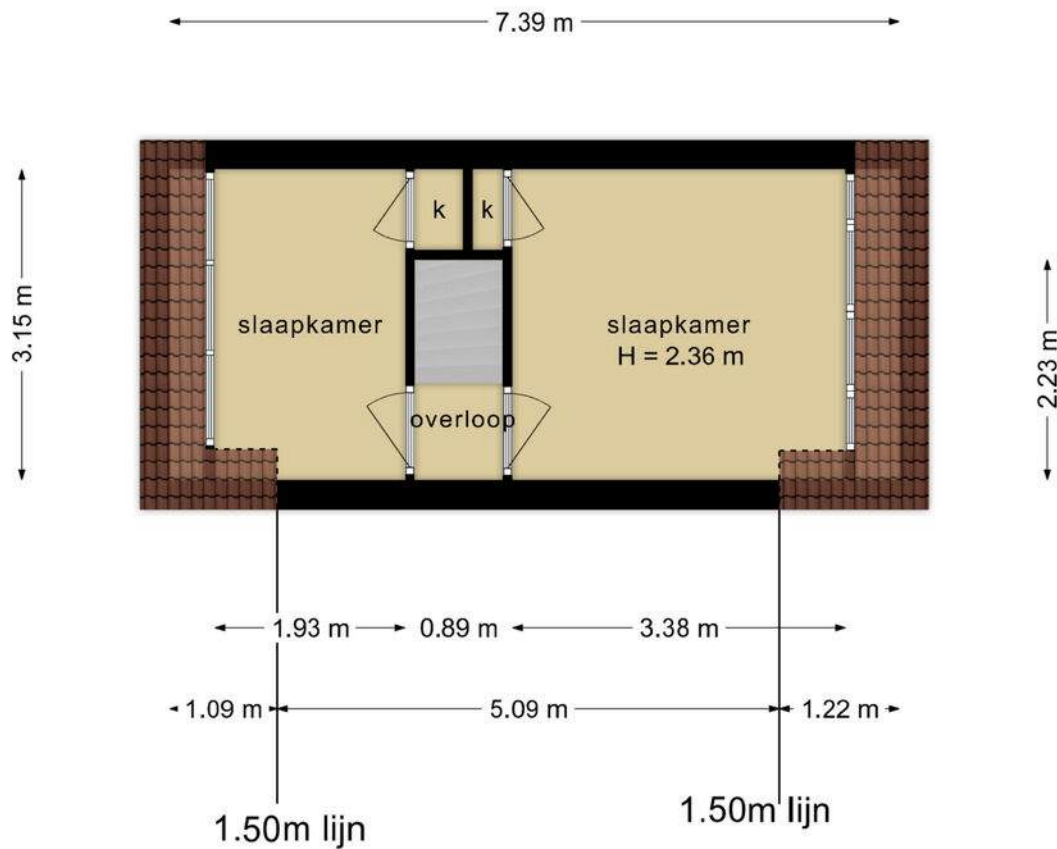 7.39 m
3.15 m
k
k
slaapkamer
slaapkamer
H = 2.36 m
2.23 m
overloop
1.93 m
0.89 m
3.38 m
1.09 m
5.09 m
1.22 m
1.50m lijn
1.50m lijn